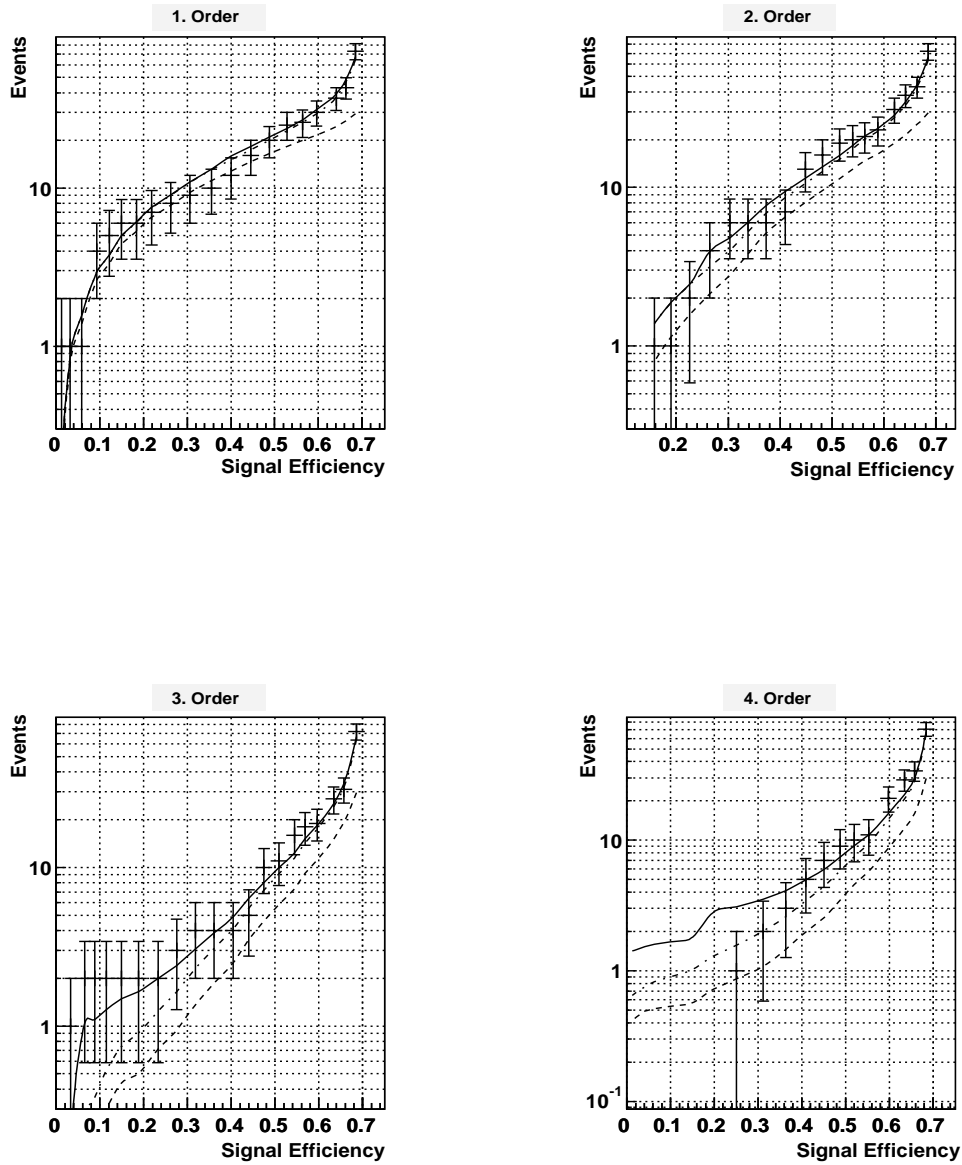 1. Order
Events
10
1
0 0.1 0.2 0.3 0.4 0.5 0.6 0.7
Signal Efficiency
2. Order
Events
10
1
0.2 0.3 0.4 0.5 0.6 0.7
Signal Efficiency
3. Order
Events
10
1
0 0.1 0.2 0.3 0.4 0.5 0.6 0.7
Signal Efficiency
4. Order
Events
10
1
10^-1
0 0.1 0.2 0.3 0.4 0.5 0.6 0.7
Signal Efficiency